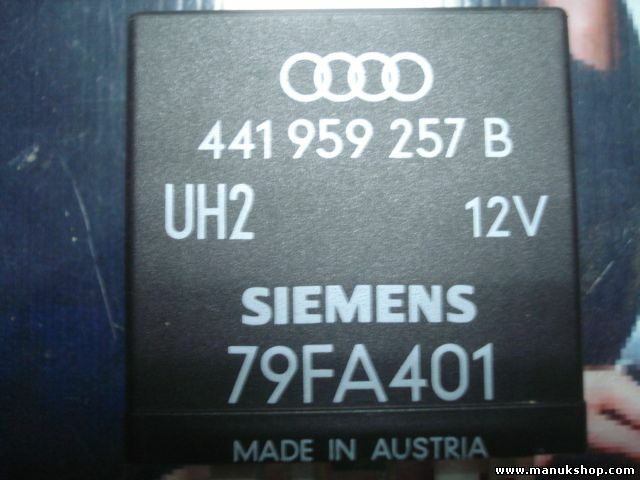 441 959 257 B
UH2 12V
SIEMENS
79FA401
MADE IN AUSTRIA
www.manukshop.com